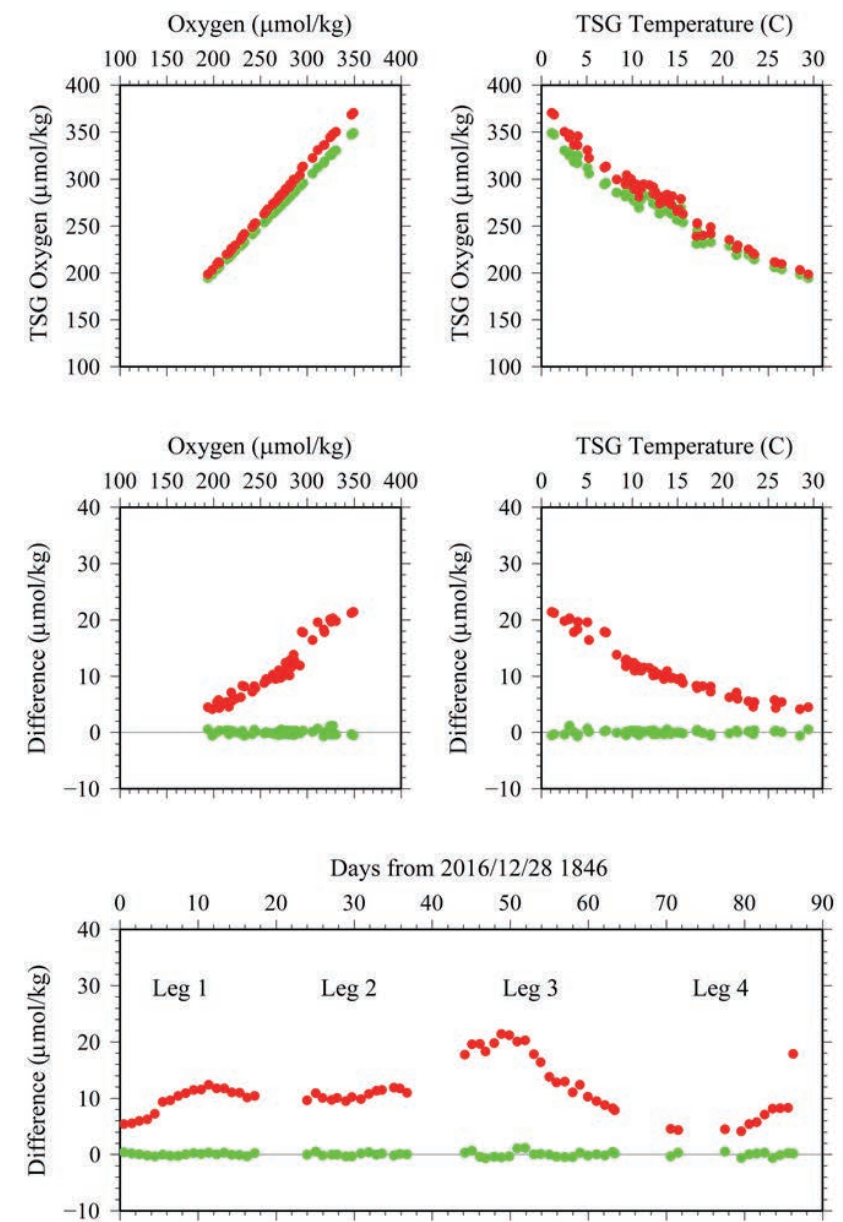 Oxygen (μmol/kg)
100 150 200 250 300 350 400
TSG Oxygen (μmol/kg)
400
350
300
250
200
150
100
TSG Temperature (C)
0 5 10 15 20 25 30
TSG Oxygen (μmol/kg)
400
350
300
250
200
150
100
Oxygen (μmol/kg)
100 150 200 250 300 350 400
Difference (μmol/kg)
40
30
20
10
0
−10
TSG Temperature (C)
0 5 10 15 20 25 30
Difference (μmol/kg)
40
30
20
10
0
−10
Days from 2016/12/28 1846
0 10 20 30 40 50 60 70 80 90
Difference (μmol/kg)
40
30
20
10
0
−10
Leg 1 Leg 2 Leg 3 Leg 4